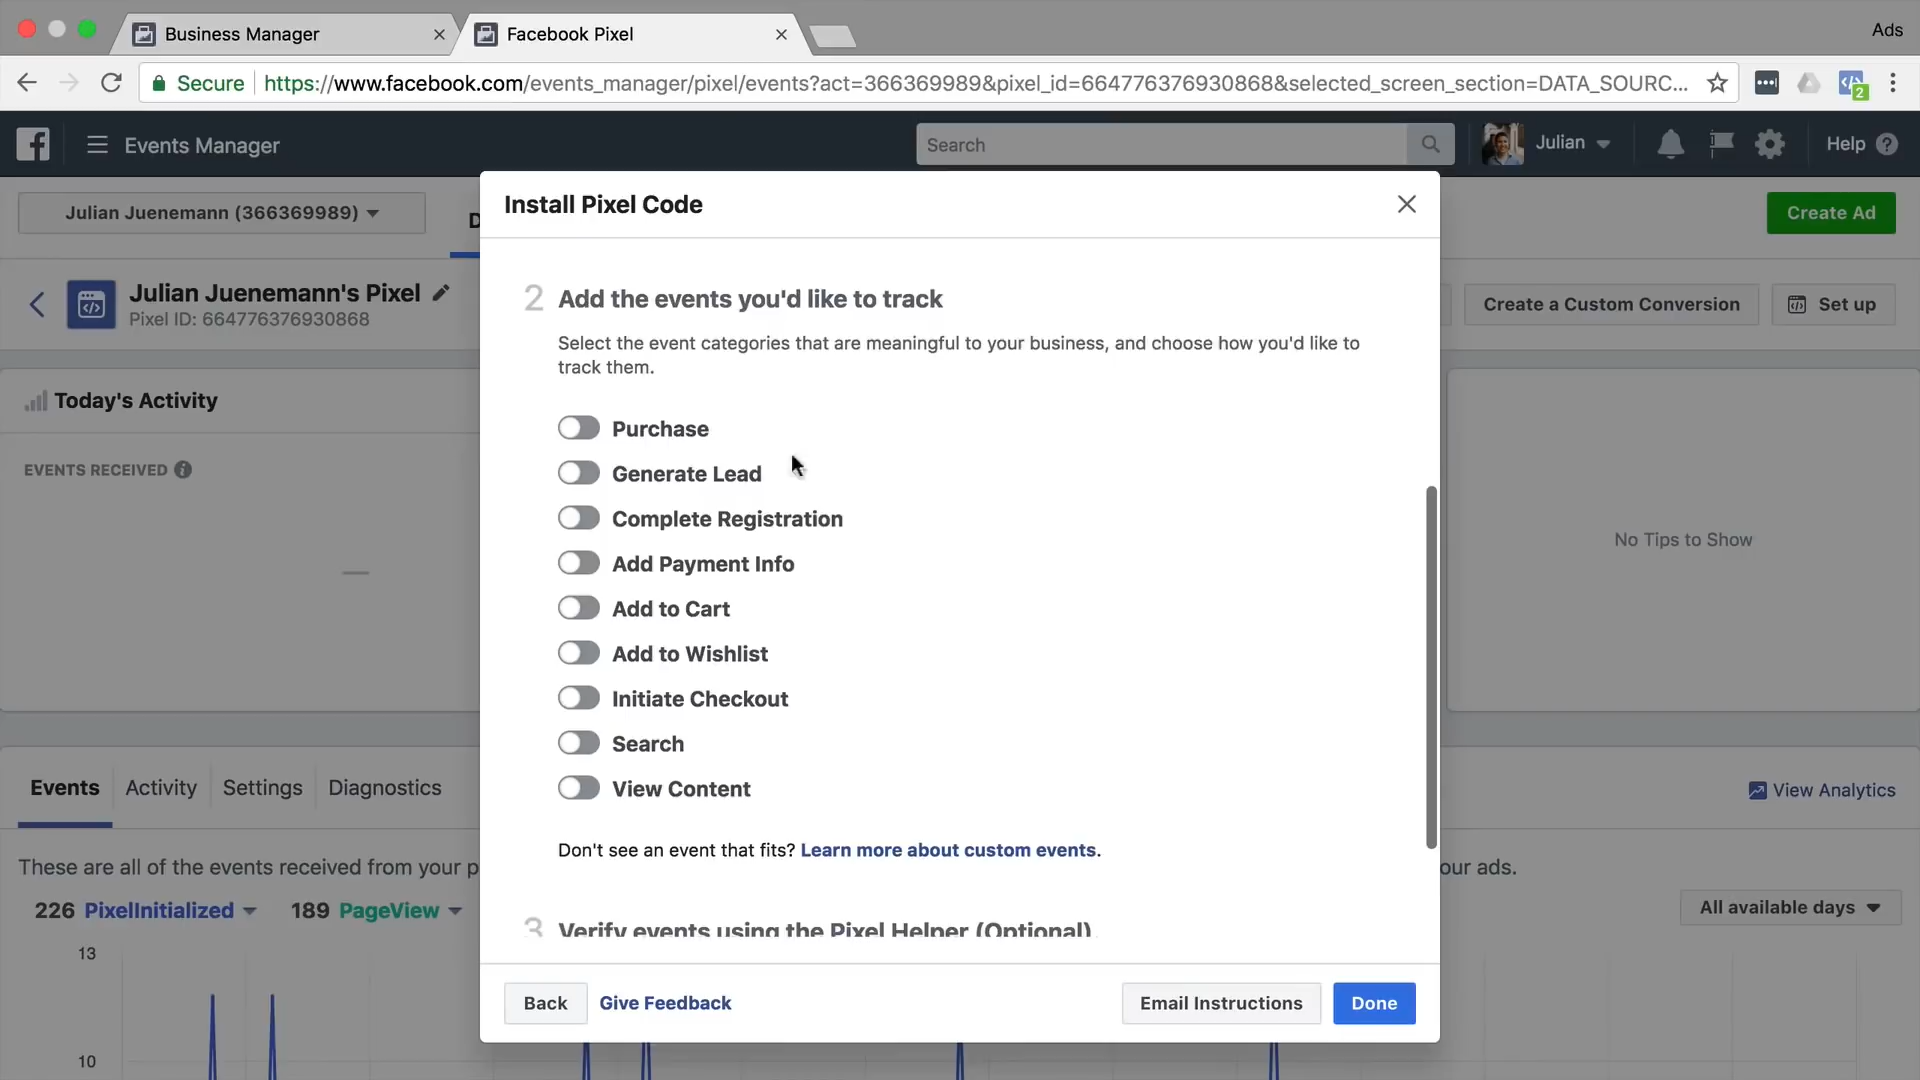 Business Manager
Facebook Pixel
Ads
Secure
https://www.facebook.com/events_manager/pixel/events?act=366369989&pixel_id=664776376930868&selected_screen_section=DATA_SOURC...
2
Events Manager
Search
Julian
Help
Julian Juenemann (366369989)
D
Create Ad
Install Pixel Code
Julian Juenemann's Pixel
Pixel ID: 664776376930868
Create a Custom Conversion
Set up
2 Add the events you'd like to track
Select the event categories that are meaningful to your business, and choose how you'd like to
track them.
Today's Activity
EVENTS RECEIVED
Purchase
Generate Lead
Complete Registration
Add Payment Info
Add to Cart
Add to Wishlist
Initiate Checkout
Search
View Content
No Tips to Show
Don't see an event that fits? Learn more about custom events.
3 Verify events using the Pixel Helper (Optional)
Back
Give Feedback
Email Instructions
Done
Events
Activity
Settings
Diagnostics
View Analytics
These are all of the events received from your p
our ads.
226 PixelInitialized
189 PageView
All available days
13
10